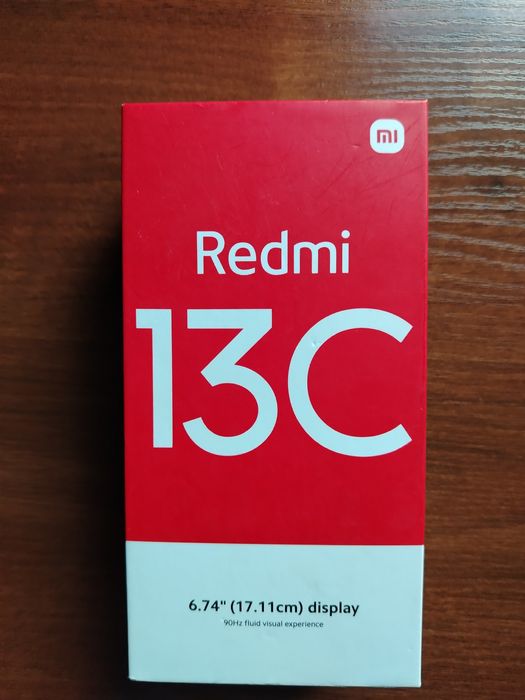 mi
Redmi
13C
6.74" (17.11cm) display
90Hz fluid visual experience